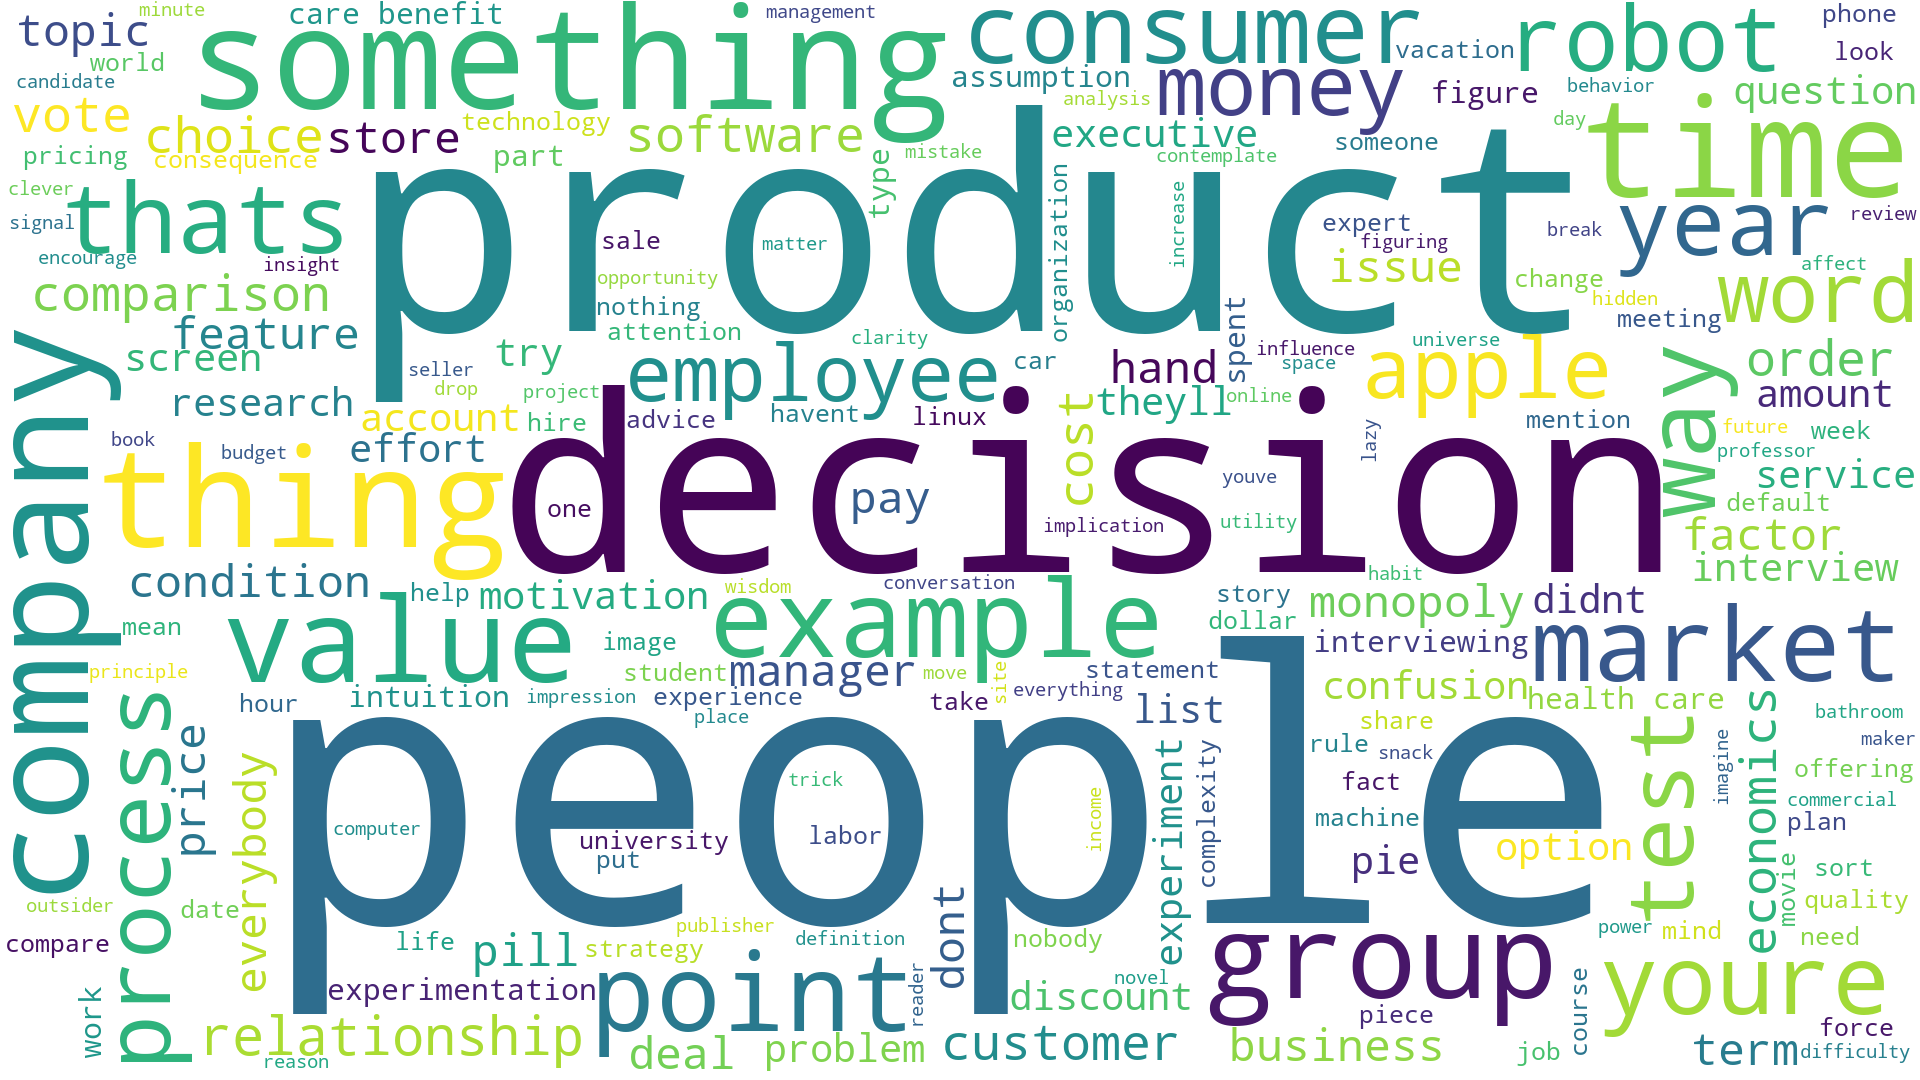 minute
care benefit
management
phone
topic
something
consumer
robot
vacation
look
world
candidate
assumption
money
figure
behavior
question
vote
choice
store
technology
software
analysis
executive
day
time
pricing
consequence
part
type
mistake
contemplate
someone
clever
thats
product
organization
increase
signal
year
review
encourage
insight
sale
matter
expert
figuring
break
issue
affect
comparison
opportunity
nothing
change
hidden
word
feature
attention
clarity
spent
meeting
screen
try
employee
car
hand
influence
space
universe
apple
way
order
company
seller
drop
project
research
account
hire
advice
havent
linux
cost
theyll
online
mention
lazy
amount
future
week
book
budget
effort
professor
thing
decision
one
pay
youve
service
implication
utility
default
factor
condition
help
motivation
wisdom
conversation
habit
interview
value
example
story
monopoly
didnt
dollar
mean
image
interviewing
market
principle
student
manager
move
statement
confusion
hour
intuition
impression
experience
take
site
everything
list
health care
process
price
place
share
test
economics
bathroom
everybody
people
experiment
complexity
rule
snack
maker
trick
fact
imagine
offering
computer
income
machine
commercial
university
labor
plan
put
pie
option
movie
sort
outsider
date
quality
compare
life
pill
publisher
strategy
definition
dont
nobody
group
power
mind
need
work
experimentation
point
reader
novel
discount
youre
course
relationship
piece
force
reason
deal
problem
customer
business
job
term
difficulty